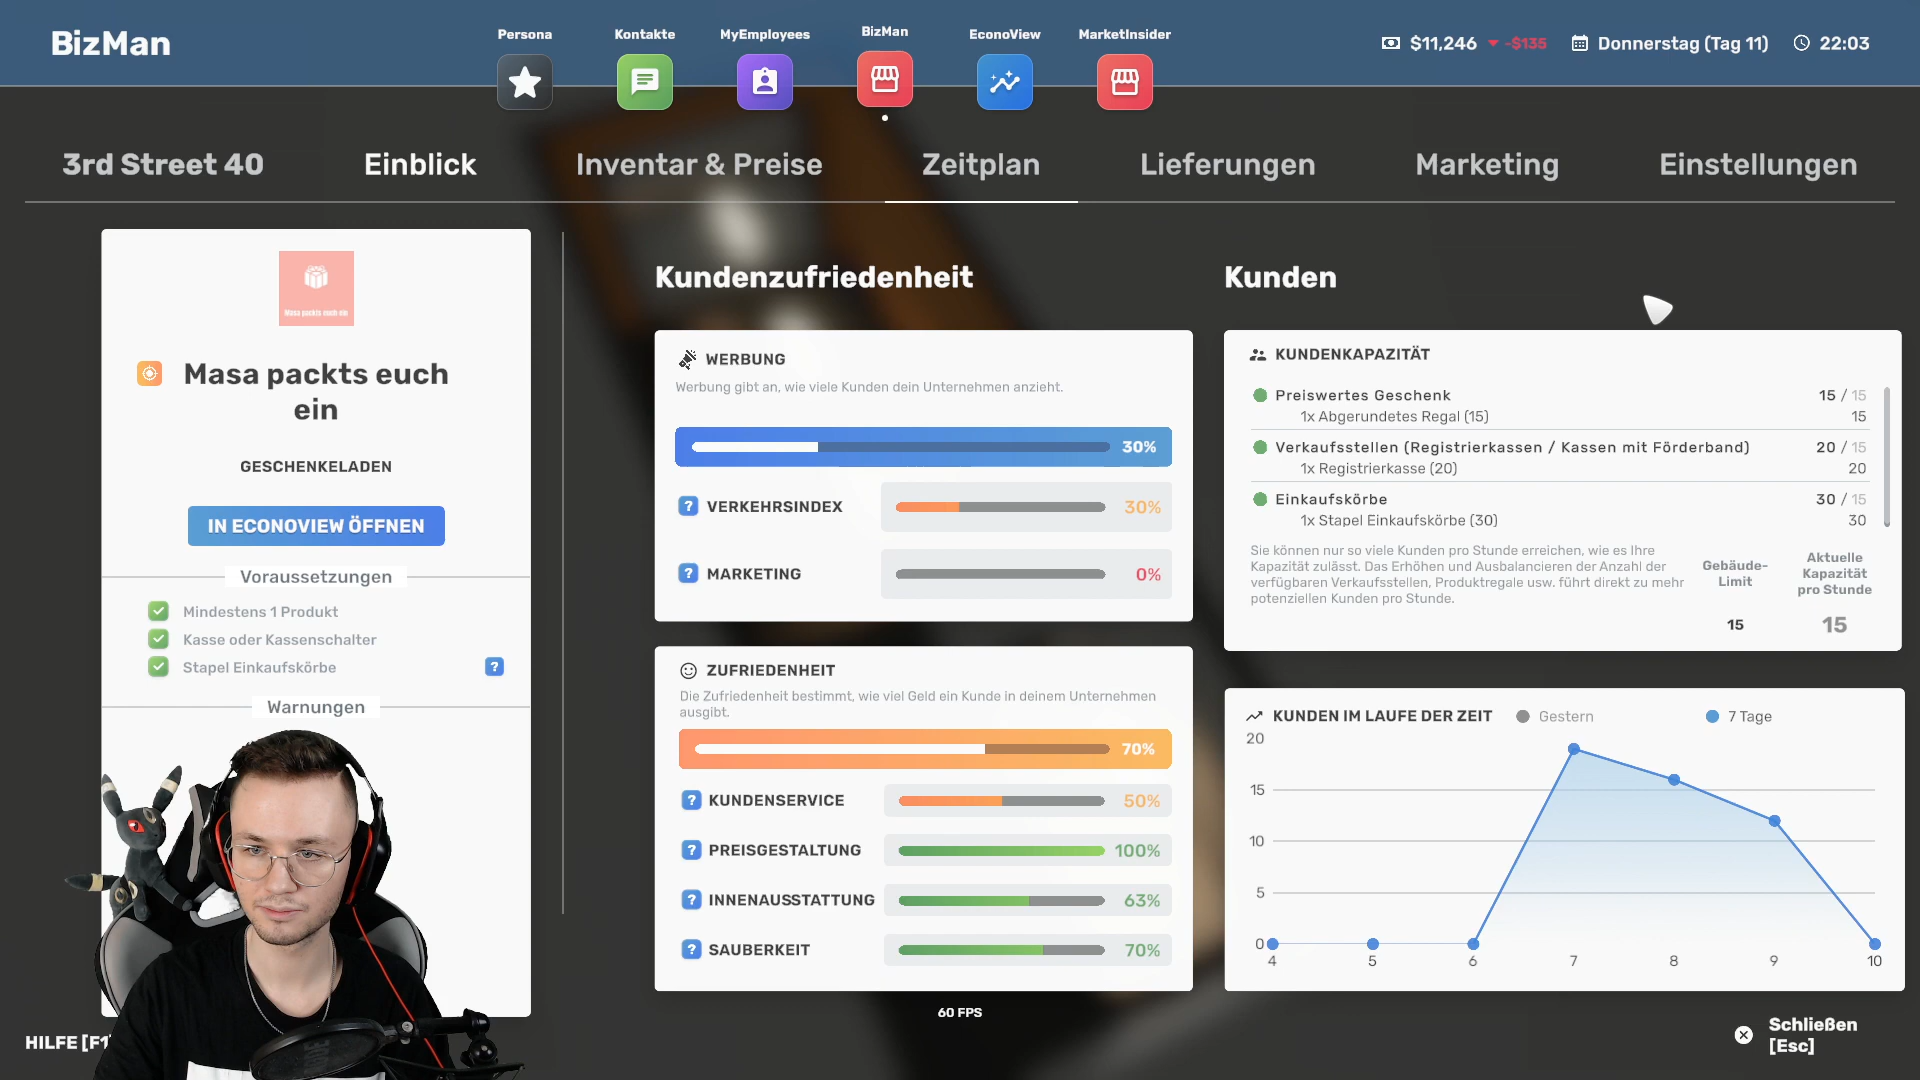 BizMan
Persona
Kontakte
MyEmployees
BizMan
EconoView
MarketInsider
$11,246
-$135
Donnerstag (Tag 11)
22:03
3rd Street 40
Einblick
Inventar & Preise
Zeitplan
Lieferungen
Marketing
Einstellungen
Masa packts euch ein
Masa packts euch
ein
GESCHENKELADEN
IN ECONOVIEW ÖFFNEN
Voraussetzungen
Mindestens 1 Produkt
Kasse oder Kassenschalter
Stapel Einkaufskörbe
?
Warnungen
HILFE [F1
Kundenzufriedenheit
WERBUNG
Werbung gibt an, wie viele Kunden dein Unternehmen anzieht.
30%
? VERKEHRSINDEX 30%
? MARKETING 0%
ZUFRIEDENHEIT
Die Zufriedenheit bestimmt, wie viel Geld ein Kunde in deinem Unternehmen
ausgibt.
70%
? KUNDENSERVICE 50%
? PREISGESTALTUNG 100%
? INNENAUSSTATTUNG 63%
? SAUBERKEIT 70%
60 FPS
Kunden
KUNDENKAPAZITÄT
Preiswertes Geschenk 15 / 15
1x Abgerundetes Regal (15) 15
Verkaufsstellen (Registrierkassen / Kassen mit Förderband) 20 / 15
1x Registrierkasse (20) 20
Einkaufskörbe 30 / 15
1x Stapel Einkaufskörbe (30) 30
Sie können nur so viele Kunden pro Stunde erreichen, wie es Ihre
Kapazität zulässt. Das Erhöhen und Ausbalancieren der Anzahl der
verfügbaren Verkaufsstellen, Produktregale usw. führt direkt zu mehr
potenziellen Kunden pro Stunde.
Gebäude-
Limit
15
Aktuelle
Kapazität
pro Stunde
15
KUNDEN IM LAUFE DER ZEIT
Gestern
7 Tage
20
15
10
5
0
4 5 6 7 8 9 10
Schließen
[Esc]